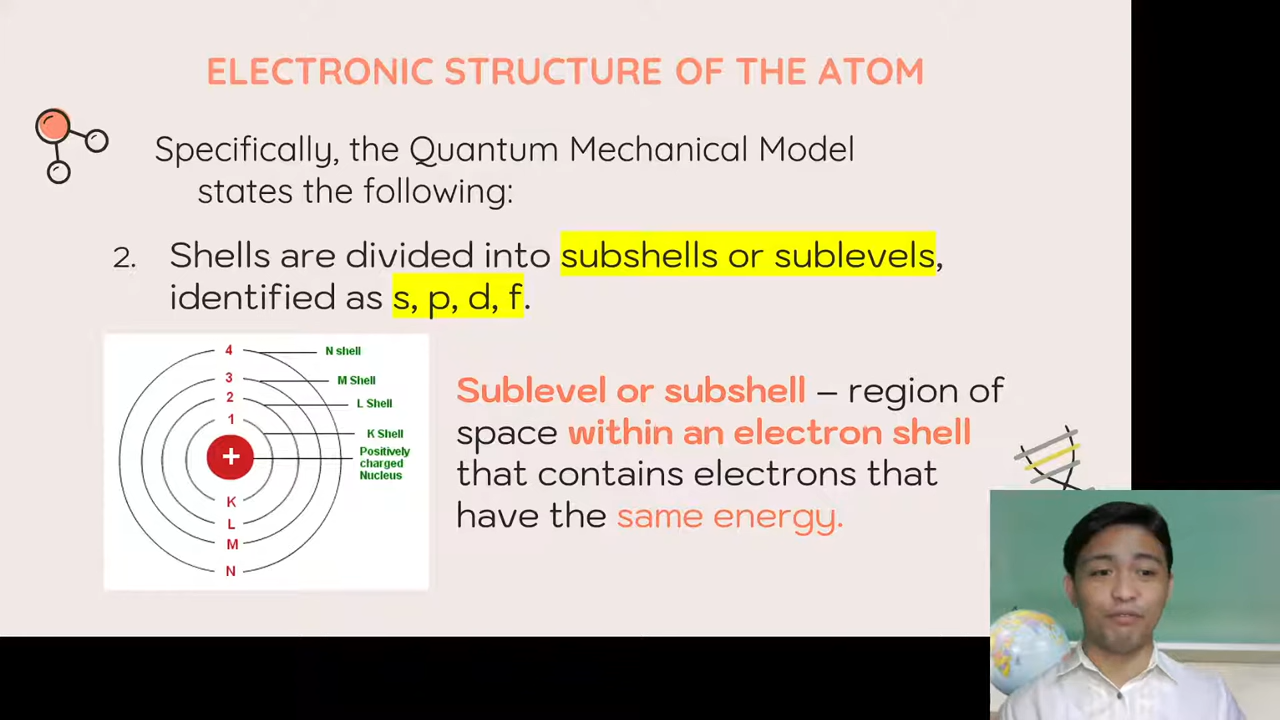 ELECTRONIC STRUCTURE OF THE ATOM
Specifically, the Quantum Mechanical Model
states the following:
2. Shells are divided into subshells or sublevels,
identified as s, p, d, f.
4
N shell
3
M Shell
2
L Shell
1
K Shell
+
Positively
charged
Nucleus
K
L
M
N
Sublevel or subshell – region of
space within an electron shell
that contains electrons that
have the same energy.